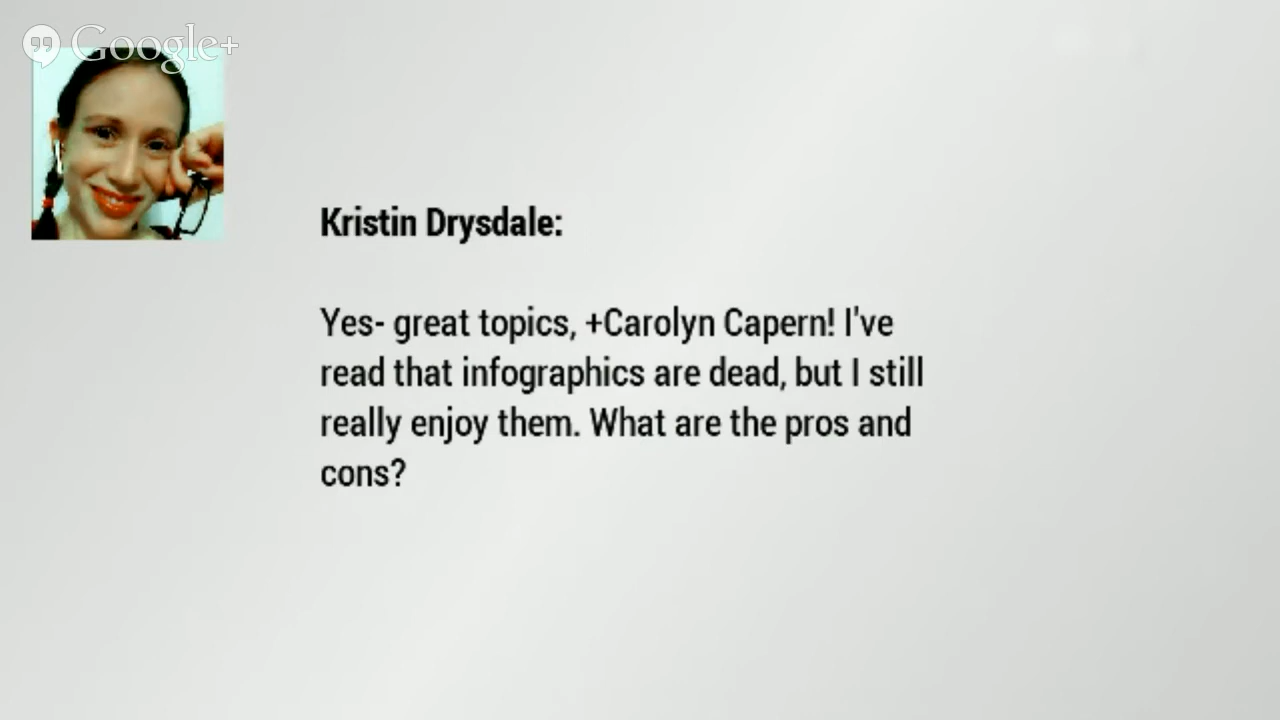 Google+
Kristin Drysdale:
Yes- great topics, +Carolyn Capern! I've
read that infographics are dead, but I still
really enjoy them. What are the pros and
cons?